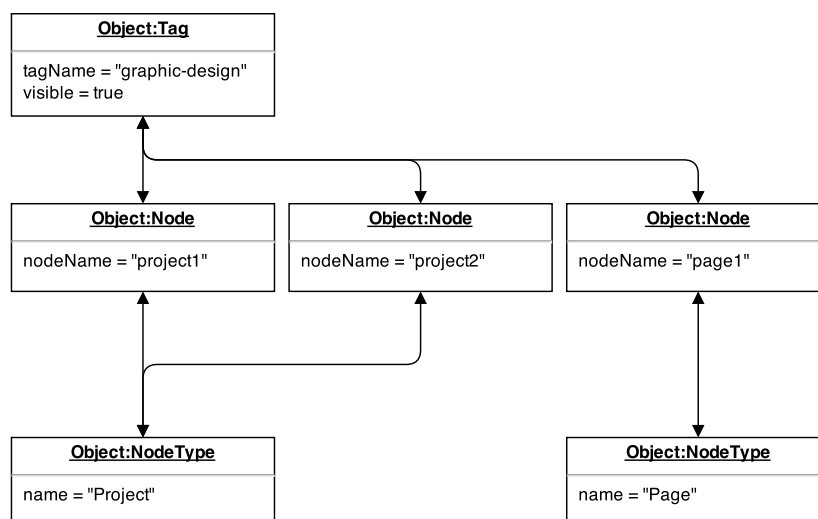 Object:Tag
tagName = "graphic-design"
visible = true
Object:Node
nodeName = "project1"
Object:Node
nodeName = "project2"
Object:Node
nodeName = "page1"
Object:NodeType
name = "Project"
Object:NodeType
name = "Page"